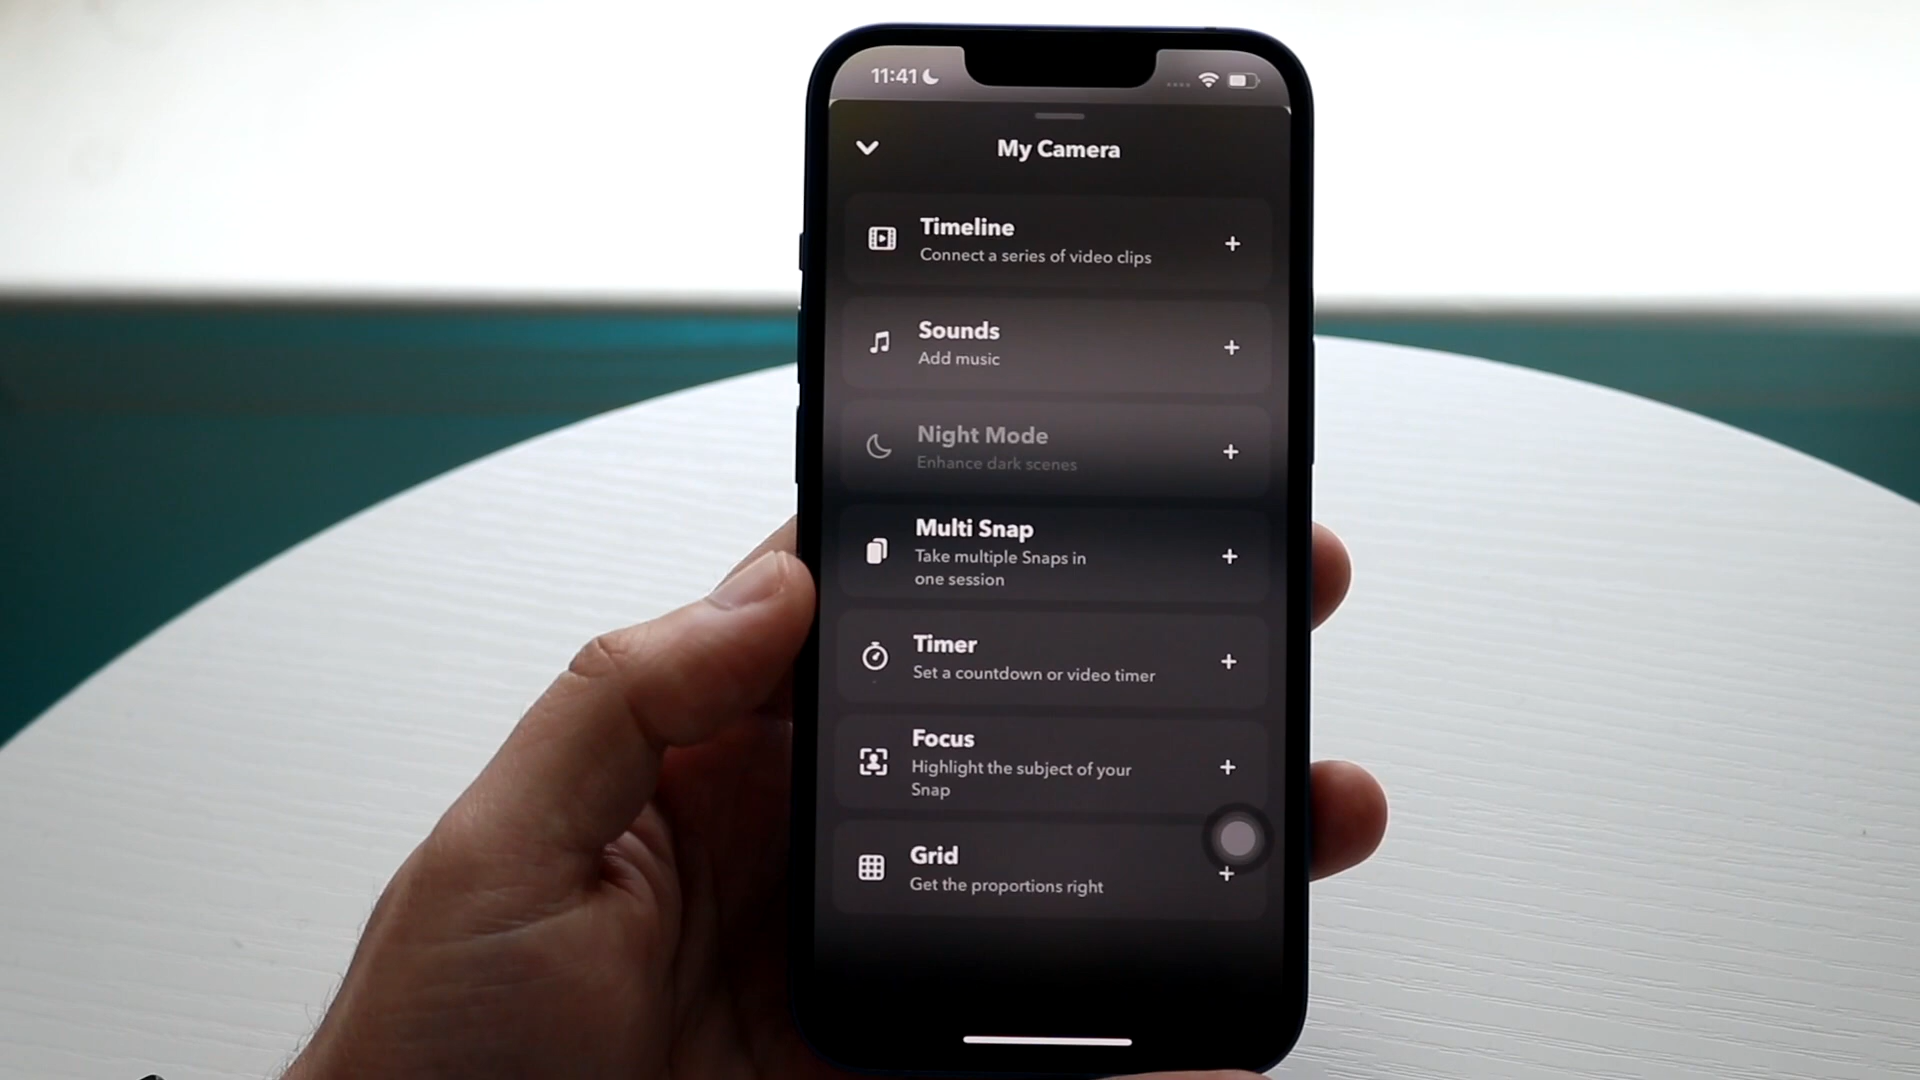 11:41
My Camera
Timeline
Connect a series of video clips
Sounds
Add music
Night Mode
Enhance dark scenes
Multi Snap
Take multiple Snaps in
one session
Timer
Set a countdown or video timer
Focus
Highlight the subject of your
Snap
Grid
Get the proportions right